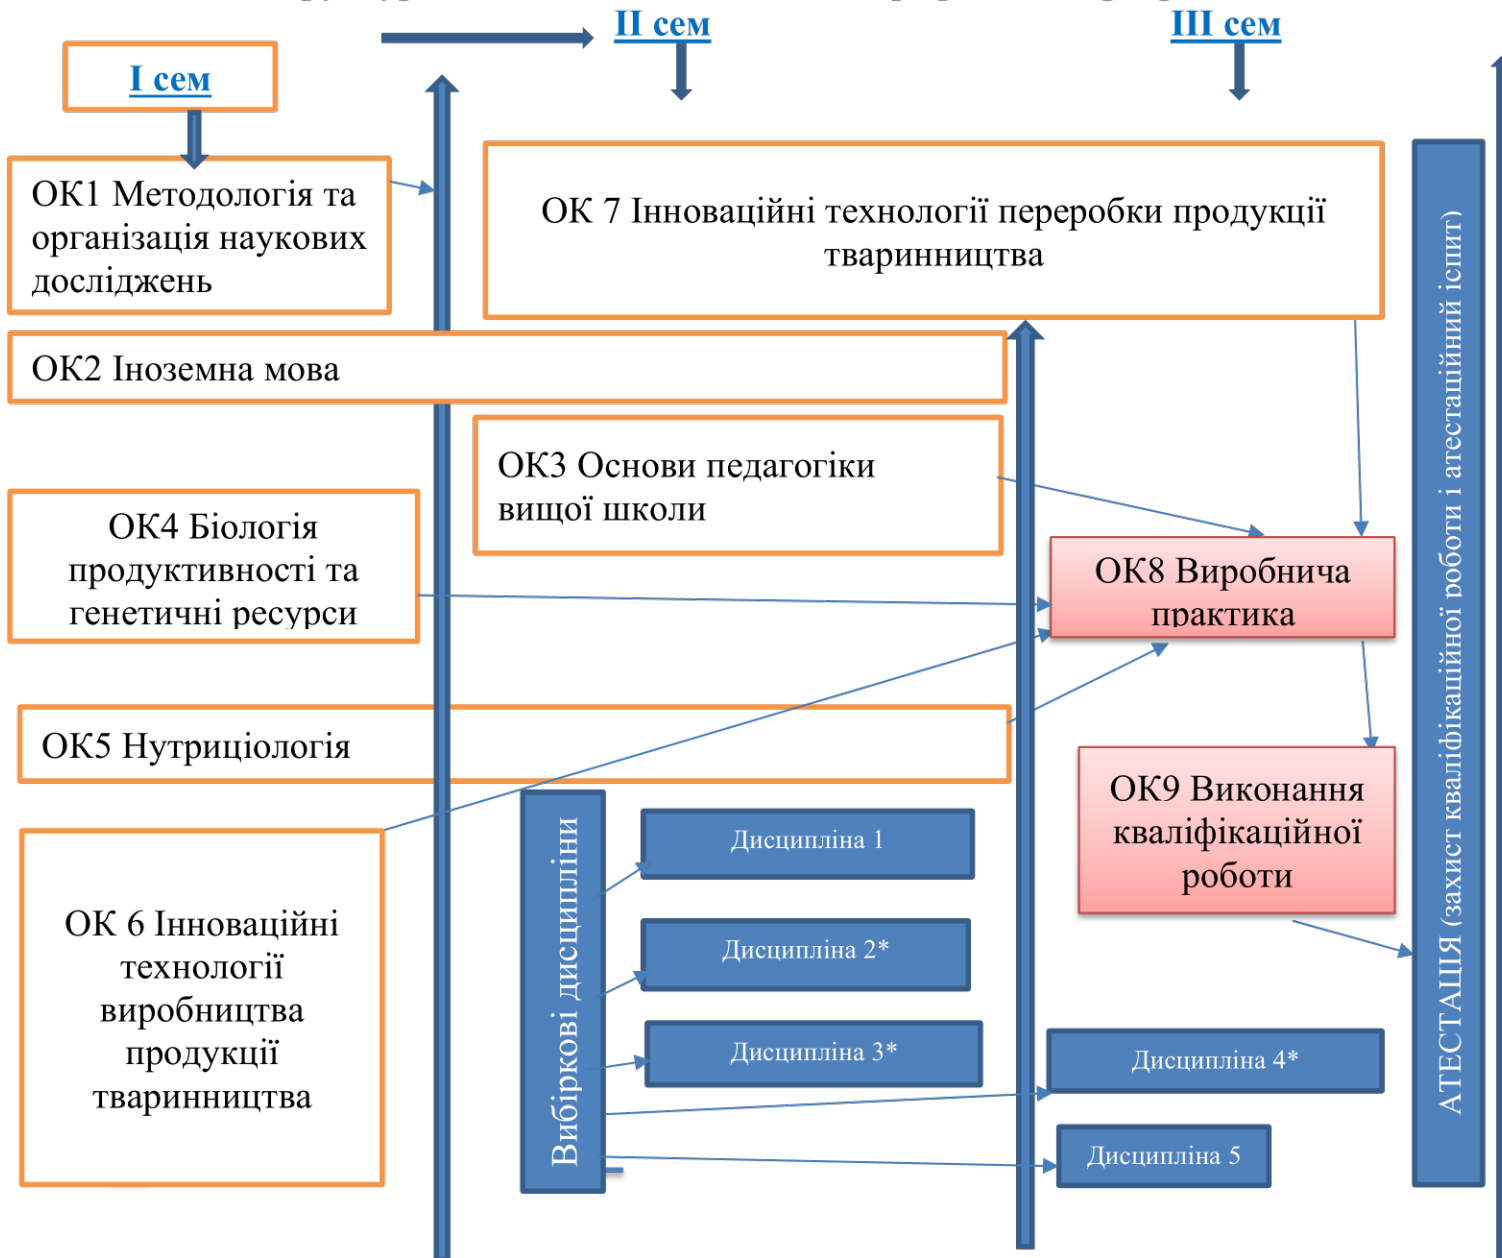 ІІ сем
ІІІ сем
І сем
ОК1 Методологія та
організація наукових
досліджень
ОК 7 Інноваційні технології переробки продукції
тваринництва
ОК2 Іноземна мова
ОК3 Основи педагогіки
вищої школи
ОК4 Біологія
продуктивності та
генетичні ресурси
ОК8 Виробнича
практика
ОК5 Нутриціологія
ОК9 Виконання
кваліфікаційної
роботи
ОК 6 Інноваційні
технології
виробництва
продукції
тваринництва
Вибіркові дисципліни
Дисципліна 1
Дисципліна 2*
Дисципліна 3*
Дисципліна 4*
Дисципліна 5
АТЕСТАЦІЯ (захист кваліфікаційної роботи і атестаційний іспит)